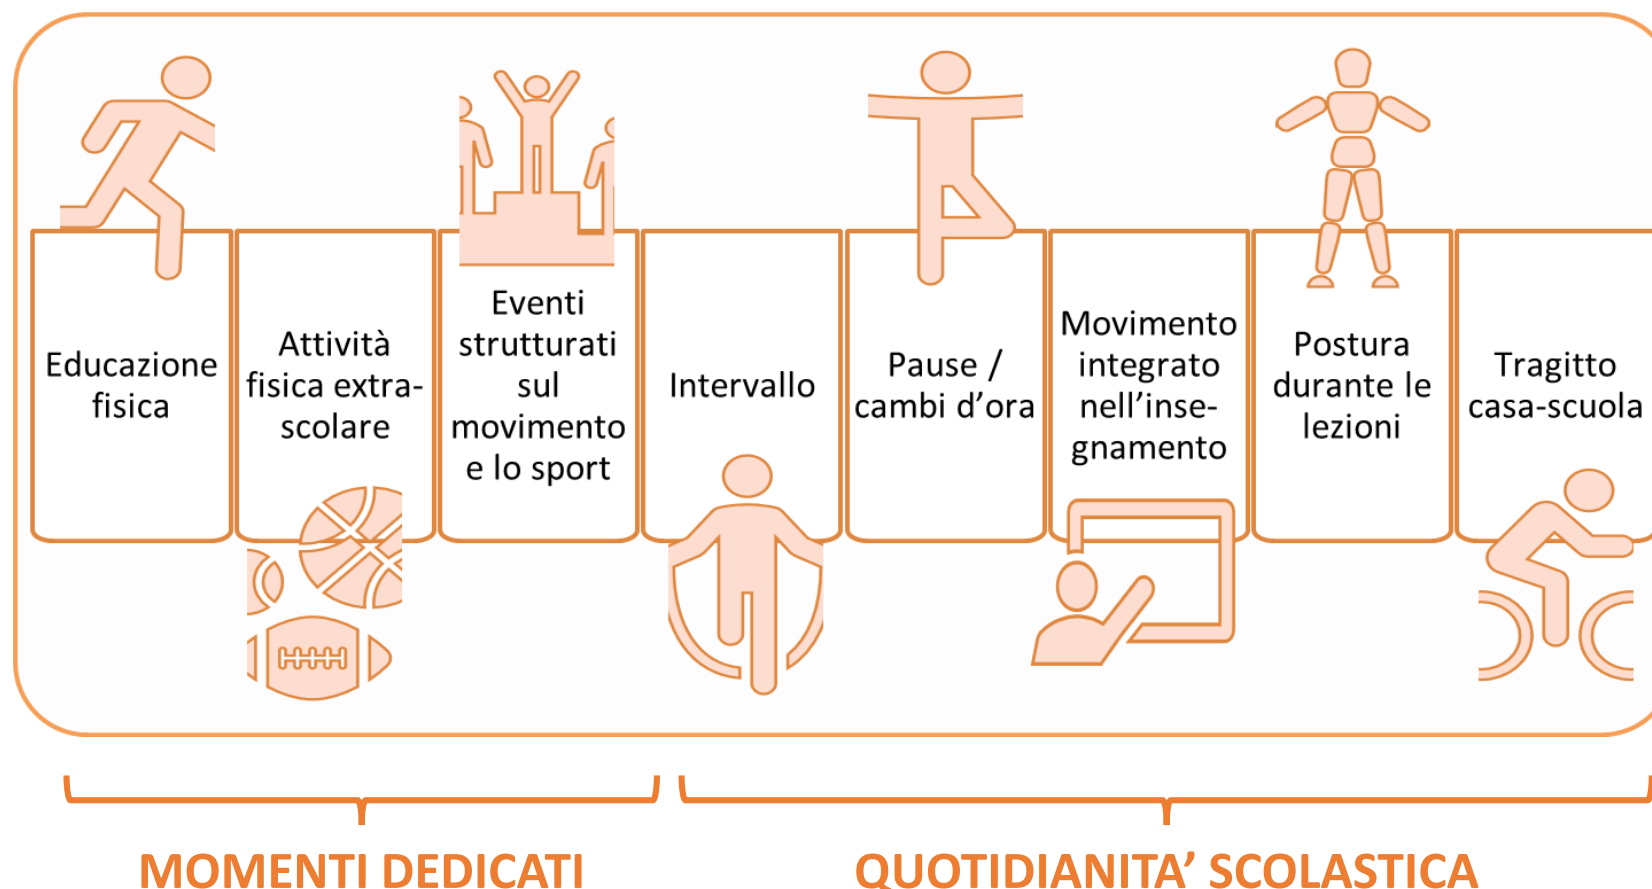 Educazione
fisica
Attività
fisica extra-
scolare
Eventi
strutturati
sul
movimento
e lo sport
Intervallo
Pause /
cambi d’ora
Movimento
integrato
nell’inse-
gnamento
Postura
durante le
lezioni
Tragitto
casa-scuola
MOMENTI DEDICATI
QUOTIDIANITA’ SCOLASTICA